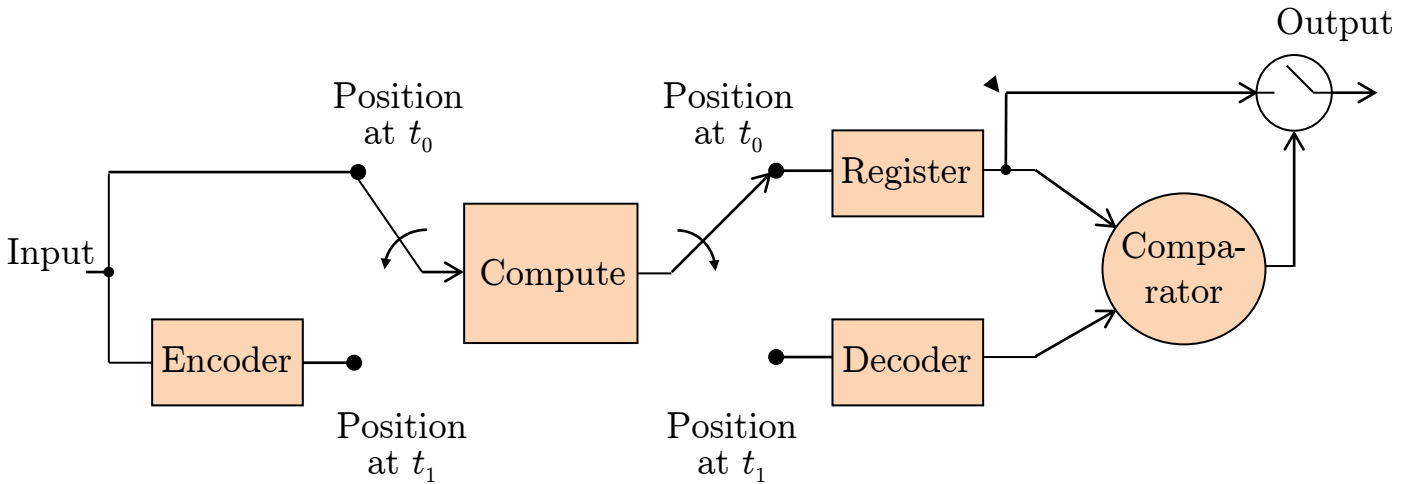 Output
Position
at t₀
Position
at t₀
Register
Input
Compute
Compa-
rator
Encoder
Decoder
Position
at t₁
Position
at t₁